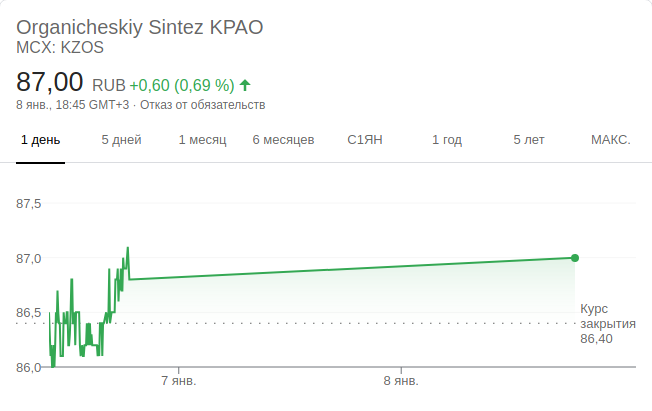 Organicheskiy Sintez KPAO
MCX: KZOS
87,00 RUB +0,60 (0,69 %)
8 янв., 18:45 GMT+3 · Отказ от обязательств
1 день 5 дней 1 месяц 6 месяцев С1ЯН 1 год 5 лет МАКС.
87,5
87,0
86,5
Курс
закрытия
86,40
86,0
7 янв. 8 янв.